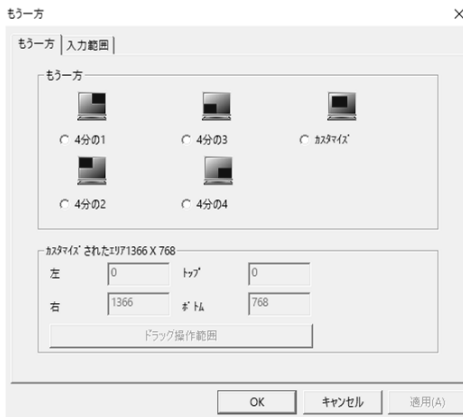 もう一方
もう一方 入力範囲
もう一方
4分の1 4分の3 カスタマイズ
4分の2 4分の4
カスタマイズされたエリア1366 X 768
左 0 トップ 0
右 1366 ボトム 768
ドラッグ操作範囲
OK キャンセル 適用(A)